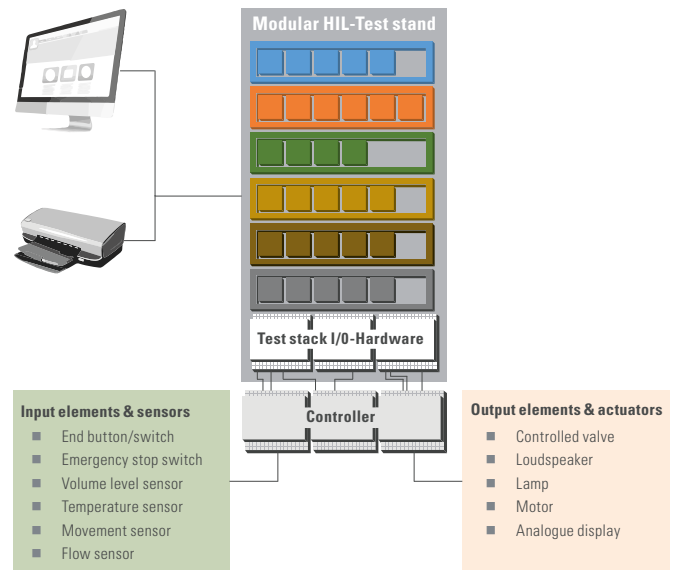 Modular HIL-Test stand
Test stack I/0-Hardware
Controller
Input elements & sensors
End button/switch
Emergency stop switch
Volume level sensor
Temperature sensor
Movement sensor
Flow sensor
Output elements & actuators
Controlled valve
Loudspeaker
Lamp
Motor
Analogue display